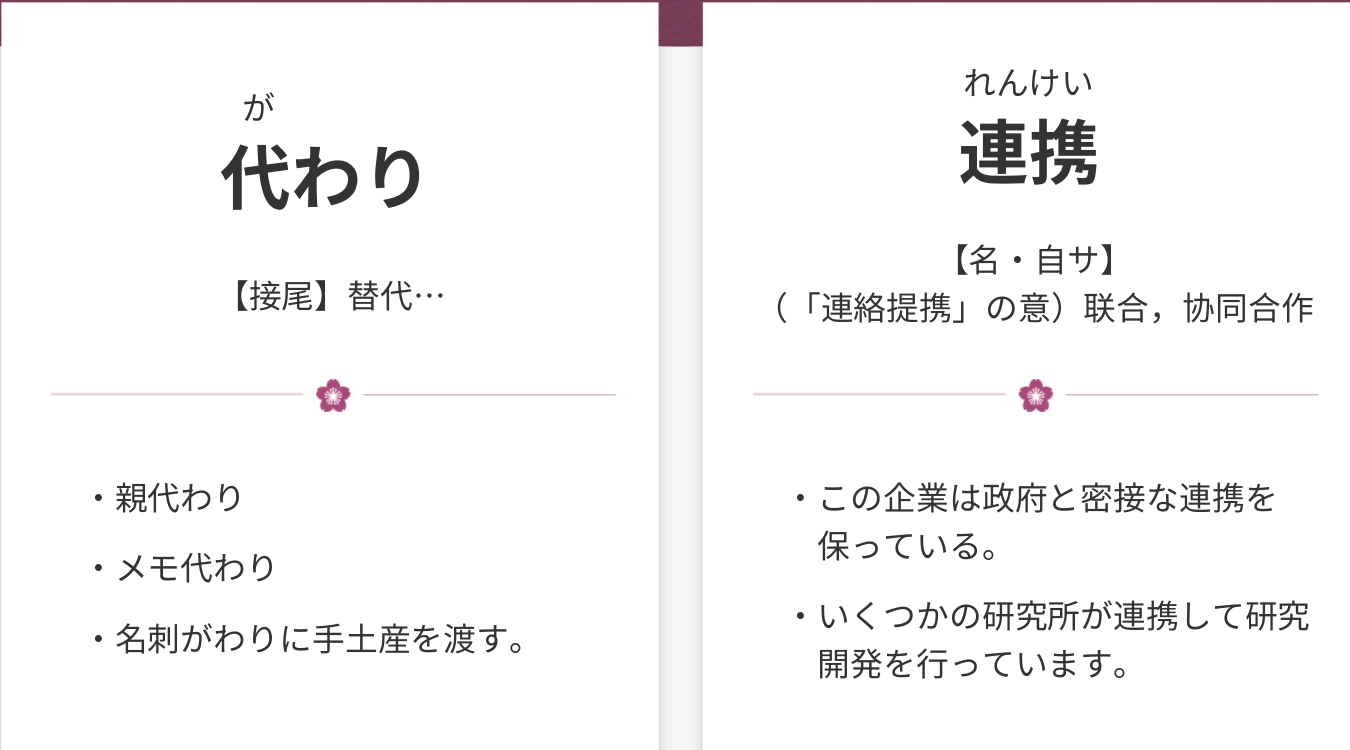 が
代わり
【接尾】替代…
・親代わり
・メモ代わり
・名刺がわりに手土産を渡す。
れんけい
連携
【名・自サ】
（「連絡提携」の意）联合，协同合作
・この企業は政府と密接な連携を
保っている。
・いくつかの研究所が連携して研究
開発を行っています。